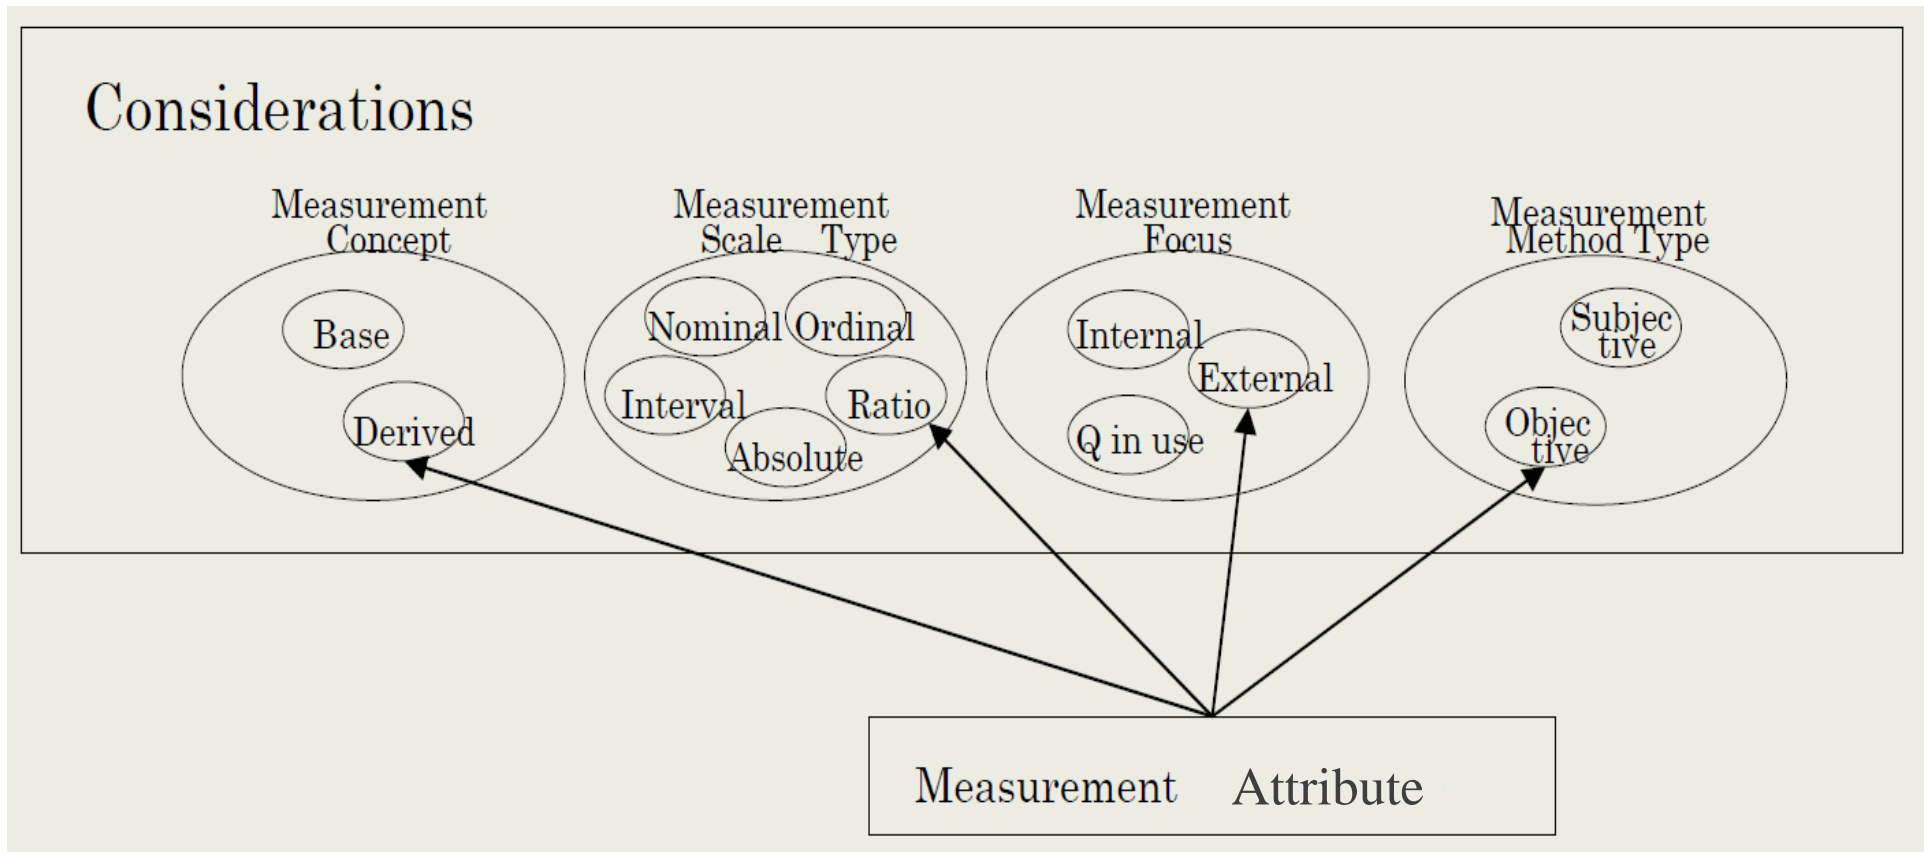 Considerations
Measurement
Concept
Base
Derived
Measurement
Scale Type
Nominal
Ordinal
Interval
Ratio
Absolute
Measurement
Focus
Internal
External
Q in use
Measurement
Method Type
Subjec
tive
Objec
tive
Measurement Attribute